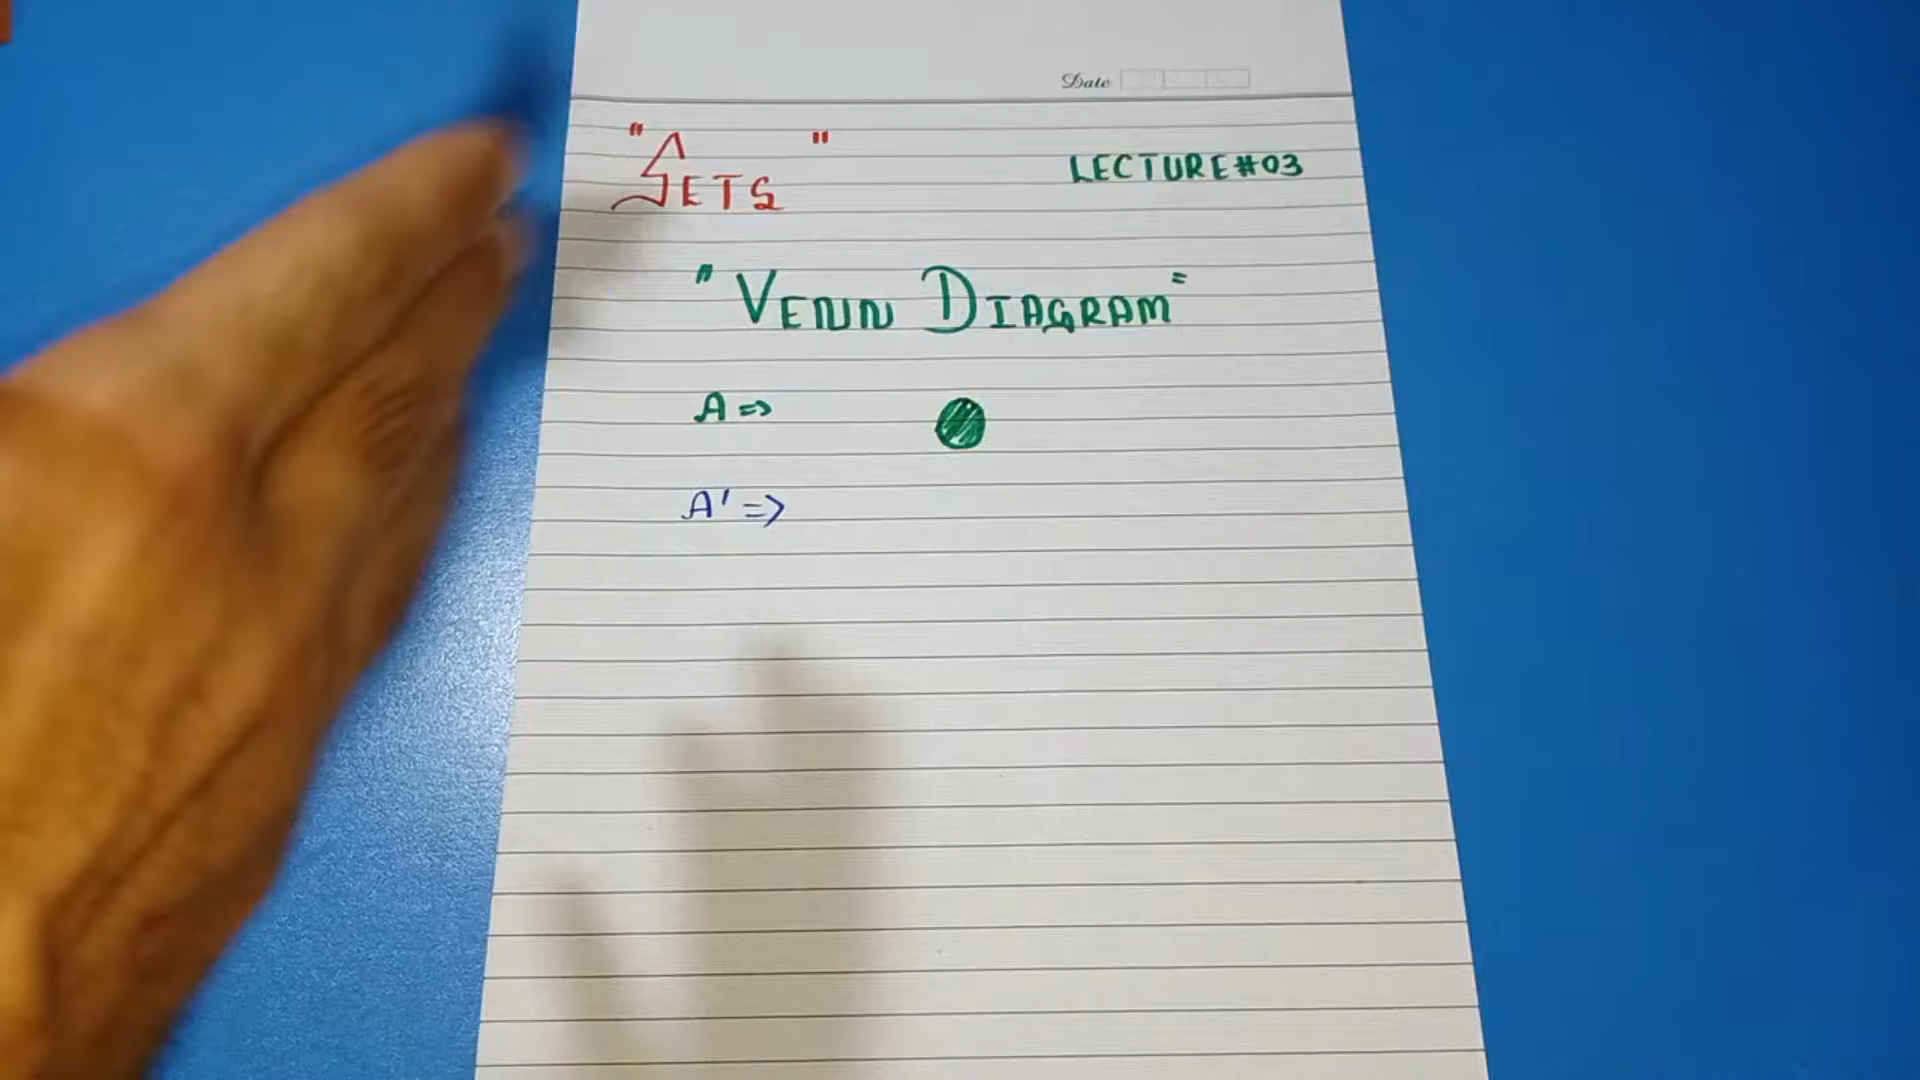 Date
"SETS"
LECTURE#03
"VENN DIAGRAM"
A =>
A' =>